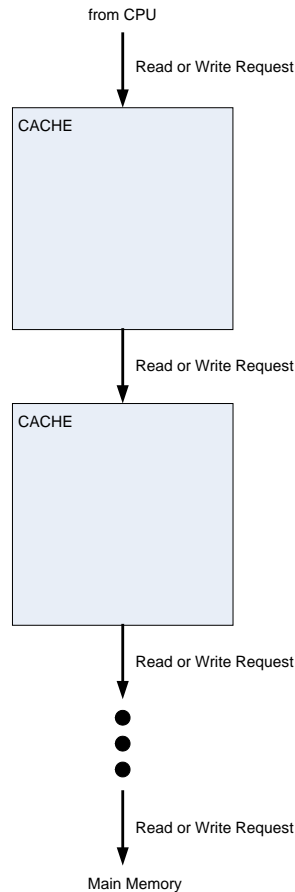 from CPU
Read or Write Request
CACHE
Read or Write Request
CACHE
Read or Write Request
Read or Write Request
Main Memory